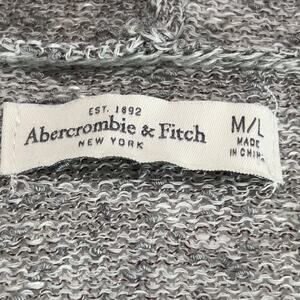 EST. 1892
Abercrombie & Fitch
NEW YORK
M/L
MADE
IN CHINA